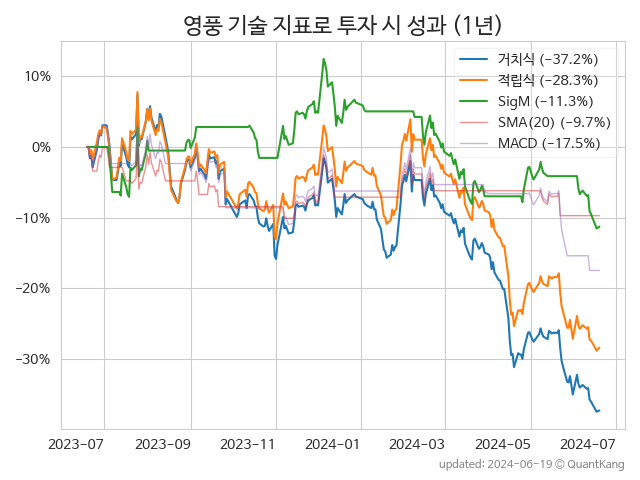 영풍 기술 지표로 투자 시 성과 (1년)
거치식 (−37.2%)
적립식 (−28.3%)
SigM (−11.3%)
SMA(20) (−9.7%)
MACD (−17.5%)
10%
0%
−10%
−20%
−30%
2023-07 2023-09 2023-11 2024-01 2024-03 2024-05 2024-07
updated: 2024-06-19 © QuantKang